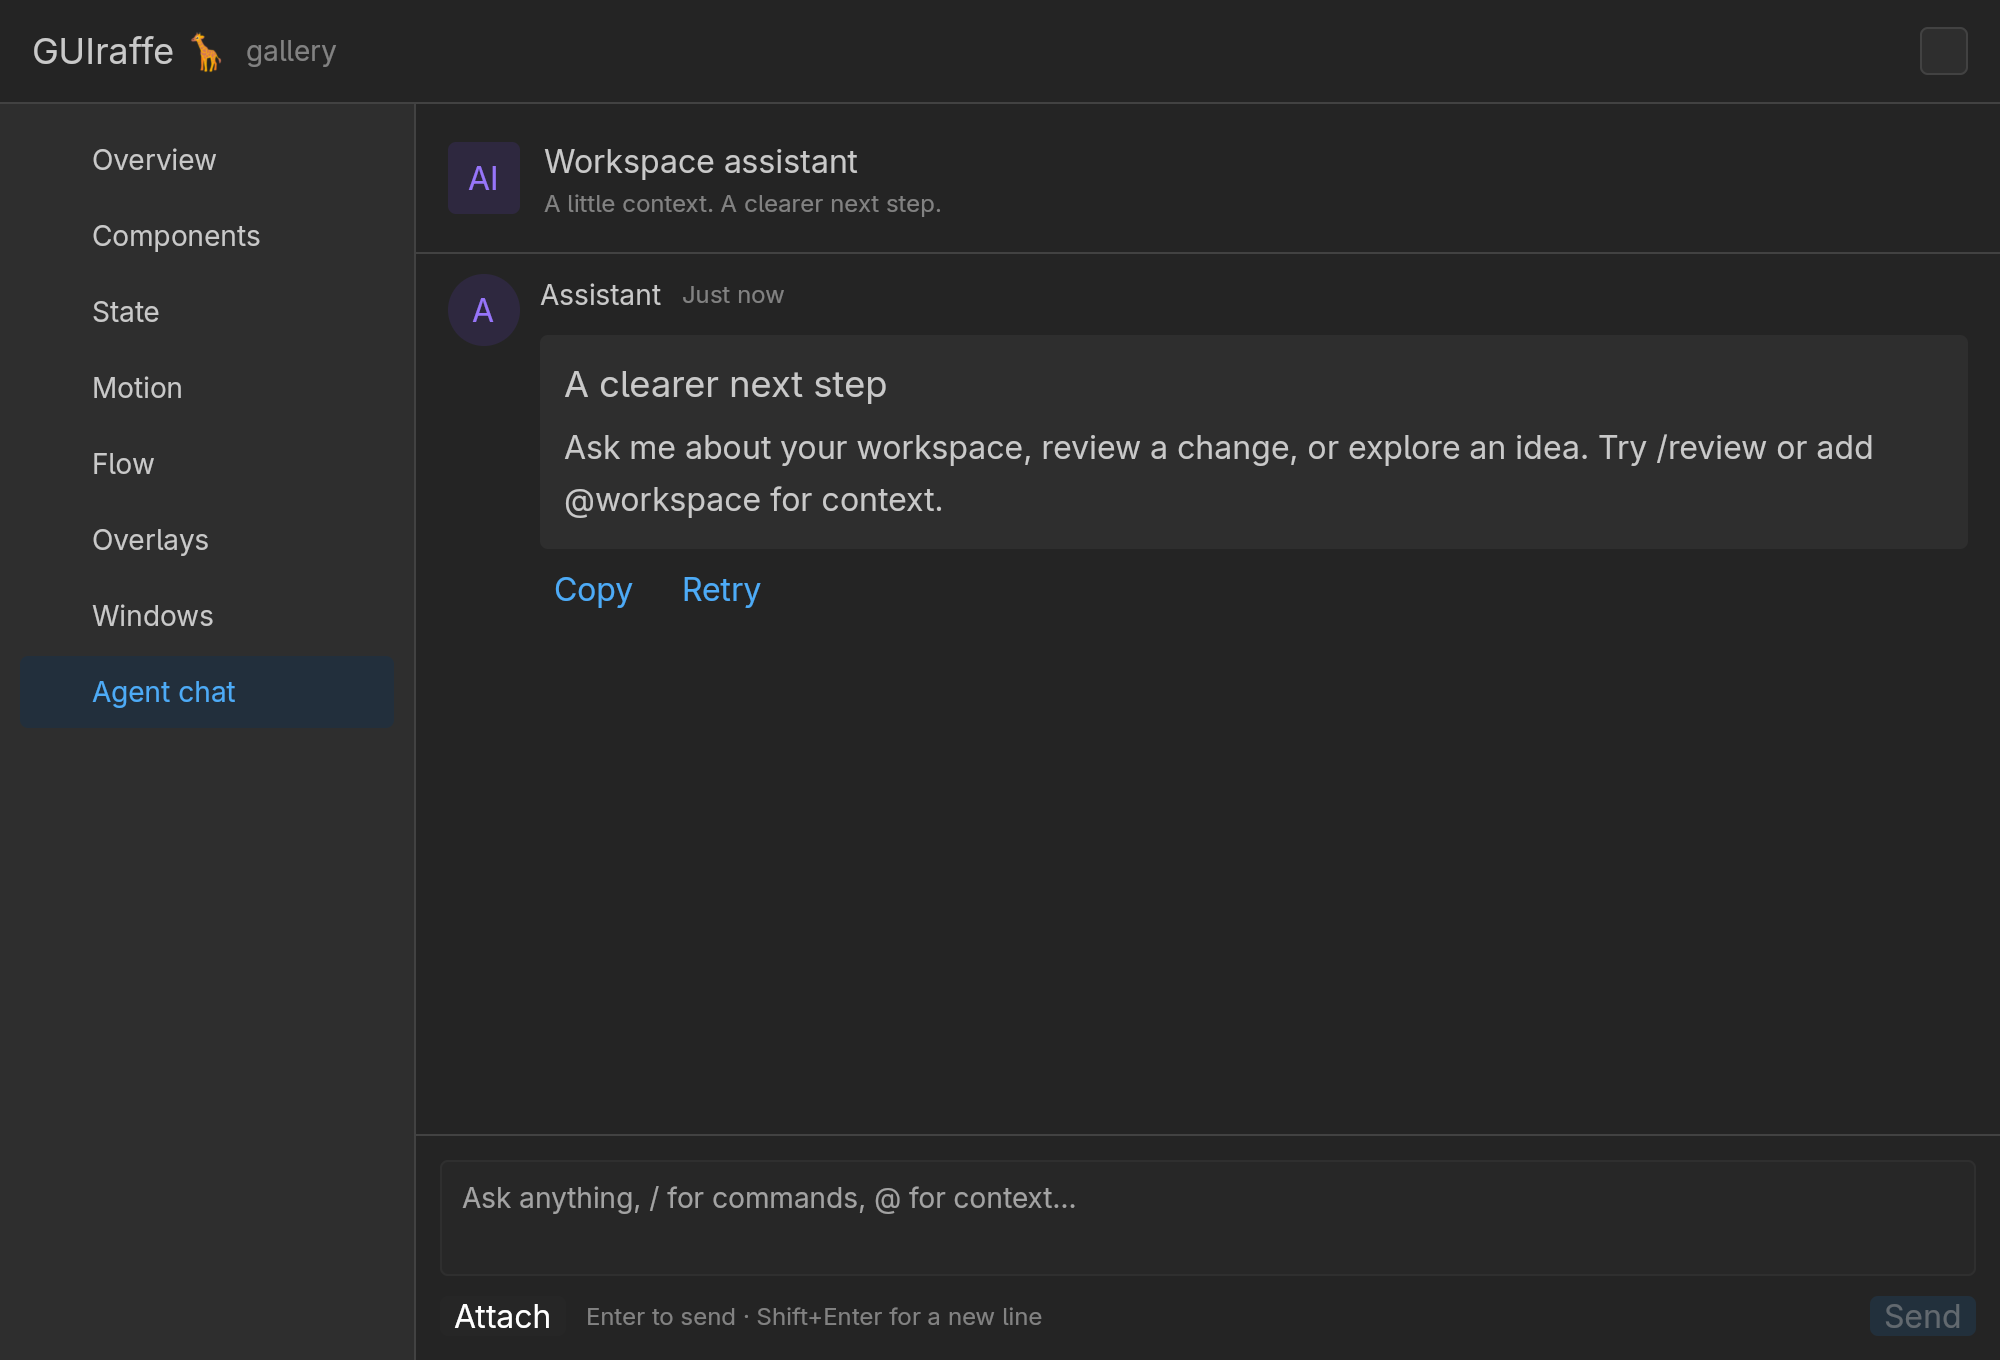 GUIraffe 🦒 gallery
Overview
Components
State
Motion
Flow
Overlays
Windows
Agent chat
AI
Workspace assistant
A little context. A clearer next step.
A
Assistant Just now
A clearer next step
Ask me about your workspace, review a change, or explore an idea. Try /review or add
@workspace for context.
Copy Retry
Ask anything, / for commands, @ for context...
Attach Enter to send · Shift+Enter for a new line Send